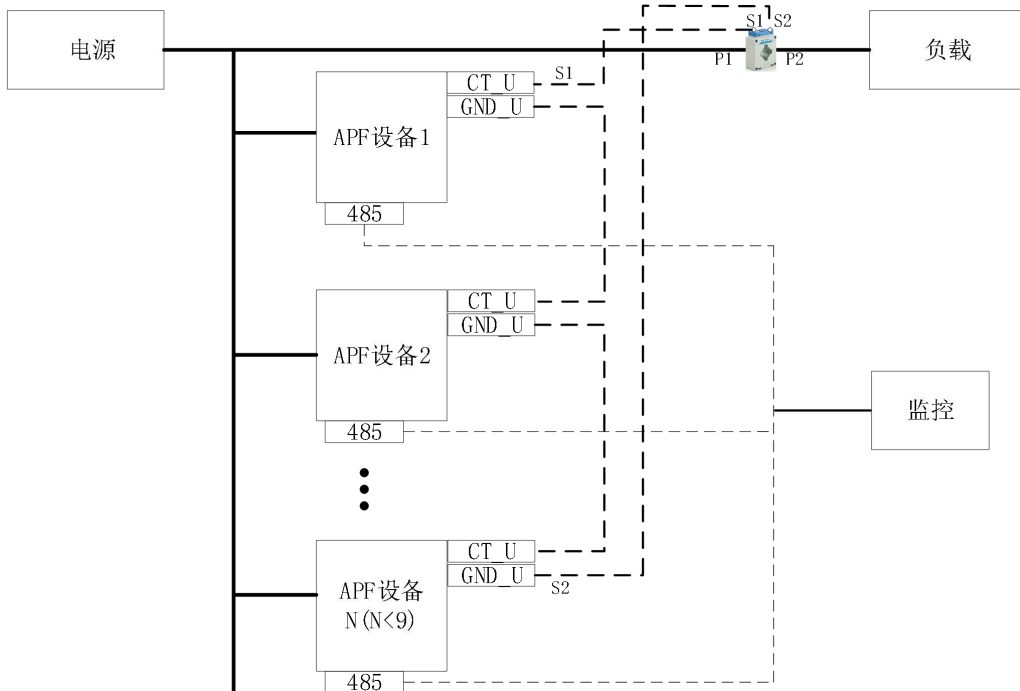 电源
S1
S2
P1
P2
负载
CT_U
S1
GND_U
APF设备1
485
CT_U
GND_U
APF设备2
485
监控
CT_U
GND_U
S2
APF设备
N(N<9)
485